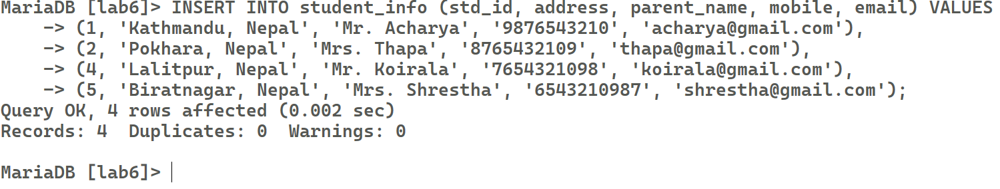 MariaDB [lab6]> INSERT INTO student_info (std_id, address, parent_name, mobile, email) VALUES
    -> (1, 'Kathmandu, Nepal', 'Mr. Acharya', '9876543210', 'acharya@gmail.com'),
    -> (2, 'Pokhara, Nepal', 'Mrs. Thapa', '8765432109', 'thapa@gmail.com'),
    -> (4, 'Lalitpur, Nepal', 'Mr. Koirala', '7654321098', 'koirala@gmail.com'),
    -> (5, 'Biratnagar, Nepal', 'Mrs. Shrestha', '6543210987', 'shrestha@gmail.com');
Query OK, 4 rows affected (0.002 sec)
Records: 4  Duplicates: 0  Warnings: 0

MariaDB [lab6]>